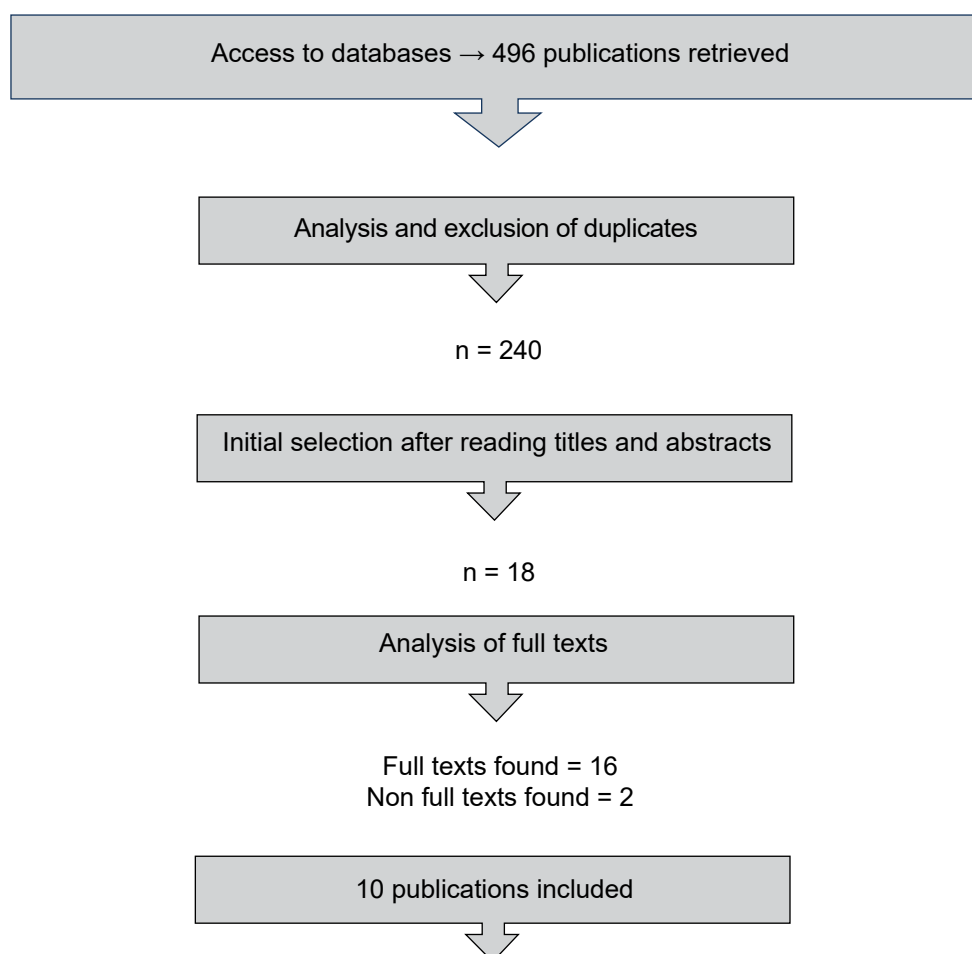 Access to databases → 496 publications retrieved
Analysis and exclusion of duplicates
n = 240
Initial selection after reading titles and abstracts
n = 18
Analysis of full texts
Full texts found = 16
Non full texts found = 2
10 publications included